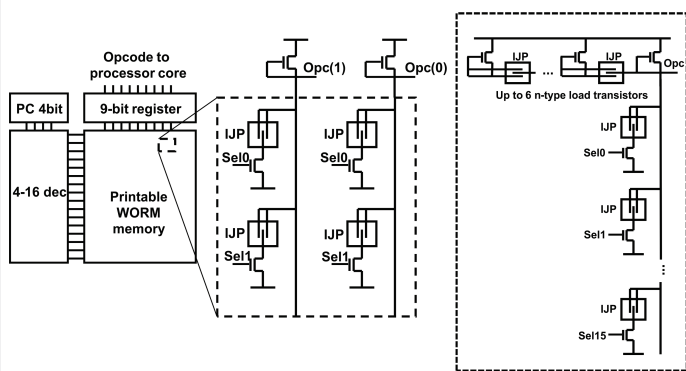 Opcode to
processor core
PC 4bit
9-bit register
4-16 dec
Printable
WORM
memory
Opc(1)
Opc(0)
IJP
IJP
Sel0
Sel0
IJP
IJP
Sel1
Sel1
IJP
...
IJP
Opc
Up to 6 n-type load transistors
IJP
Sel0
IJP
Sel1
...
IJP
Sel15